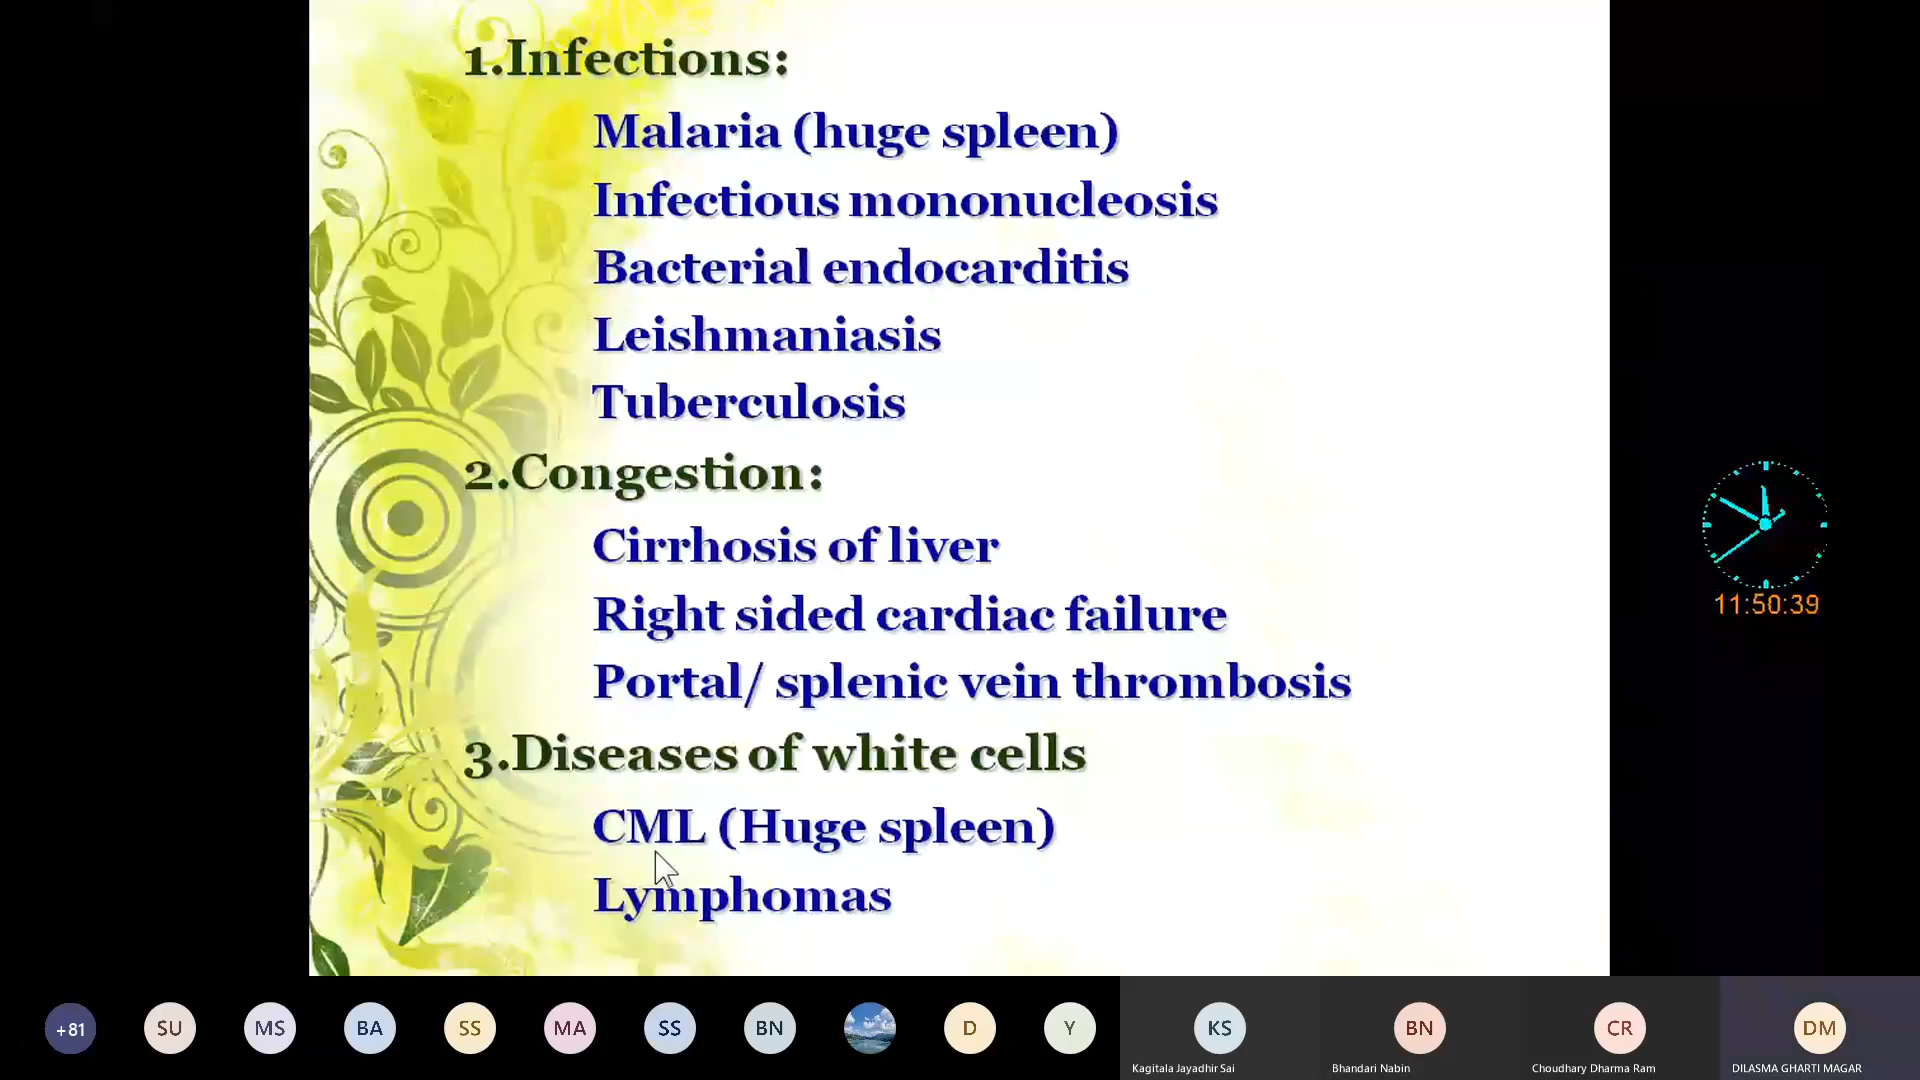 1.Infections:
Malaria (huge spleen)
Infectious mononucleosis
Bacterial endocarditis
Leishmaniasis
Tuberculosis
2.Congestion:
Cirrhosis of liver
Right sided cardiac failure
Portal/ splenic vein thrombosis
3.Diseases of white cells
CML (Huge spleen)
Lymphomas
11:50:39
+81 SU MS BA SS MA SS BN D Y KS BN CR DM
Kagitala Jayadhir Sai Bhandari Nabin Choudhary Dharma Ram DILASMA GHARTI MAGAR